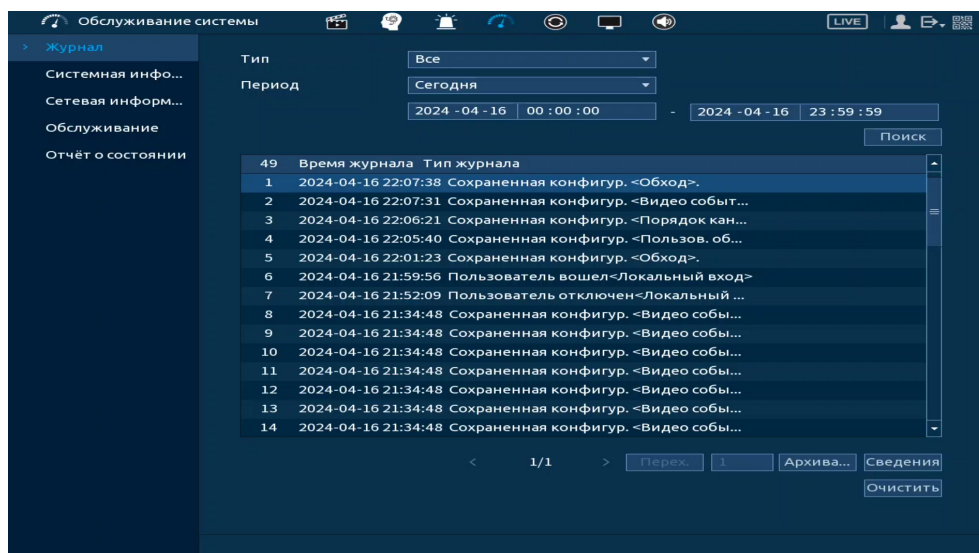 Обслуживание системы LIVE
Журнал
Системная инфо...
Сетевая информ...
Обслуживание
Отчёт о состоянии
Тип Все
Период Сегодня
2024 - 04 - 16 00 : 00 : 00 - 2024 - 04 - 16 23 : 59 : 59
Поиск
49 Время журнала Тип журнала
1 2024-04-16 22:07:38 Сохраненная конфигур. <Обход>.
2 2024-04-16 22:07:31 Сохраненная конфигур. <Видео событ...
3 2024-04-16 22:06:21 Сохраненная конфигур. <Порядок кан...
4 2024-04-16 22:05:40 Сохраненная конфигур. <Пользов. об...
5 2024-04-16 22:01:23 Сохраненная конфигур. <Обход>.
6 2024-04-16 21:59:56 Пользователь вошел<Локальный вход>
7 2024-04-16 21:52:09 Пользователь отключен<Локальный ...
8 2024-04-16 21:34:48 Сохраненная конфигур. <Видео собы...
9 2024-04-16 21:34:48 Сохраненная конфигур. <Видео собы...
10 2024-04-16 21:34:48 Сохраненная конфигур. <Видео собы...
11 2024-04-16 21:34:48 Сохраненная конфигур. <Видео собы...
12 2024-04-16 21:34:48 Сохраненная конфигур. <Видео собы...
13 2024-04-16 21:34:48 Сохраненная конфигур. <Видео собы...
14 2024-04-16 21:34:48 Сохраненная конфигур. <Видео собы...
< 1/1 > Перех. 1 Архива... Сведения
Очистить